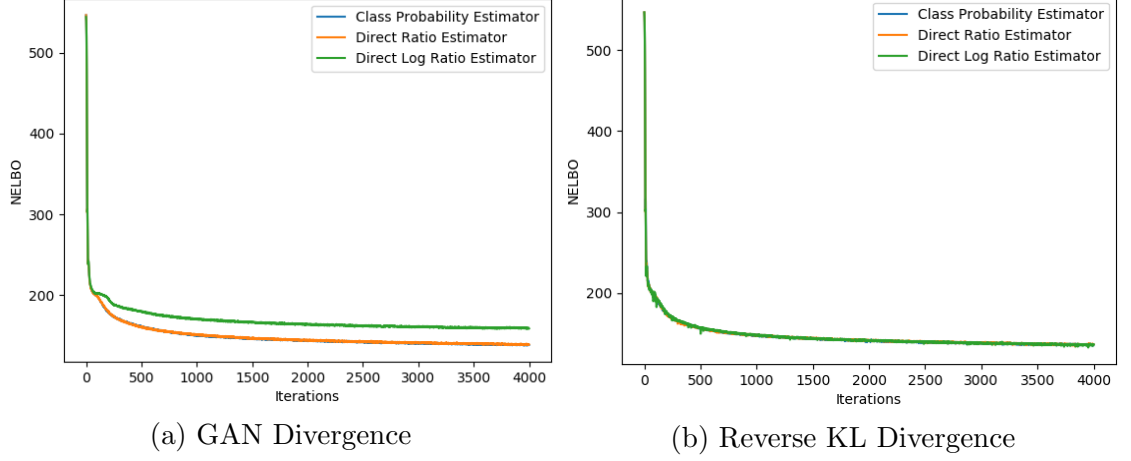 Class Probability Estimator
Direct Ratio Estimator
Direct Log Ratio Estimator
500
400
300
200
NELBO
0 500 1000 1500 2000 2500 3000 3500 4000
Iterations
(a) GAN Divergence
Class Probability Estimator
Direct Ratio Estimator
Direct Log Ratio Estimator
500
400
300
200
NELBO
0 500 1000 1500 2000 2500 3000 3500 4000
Iterations
(b) Reverse KL Divergence